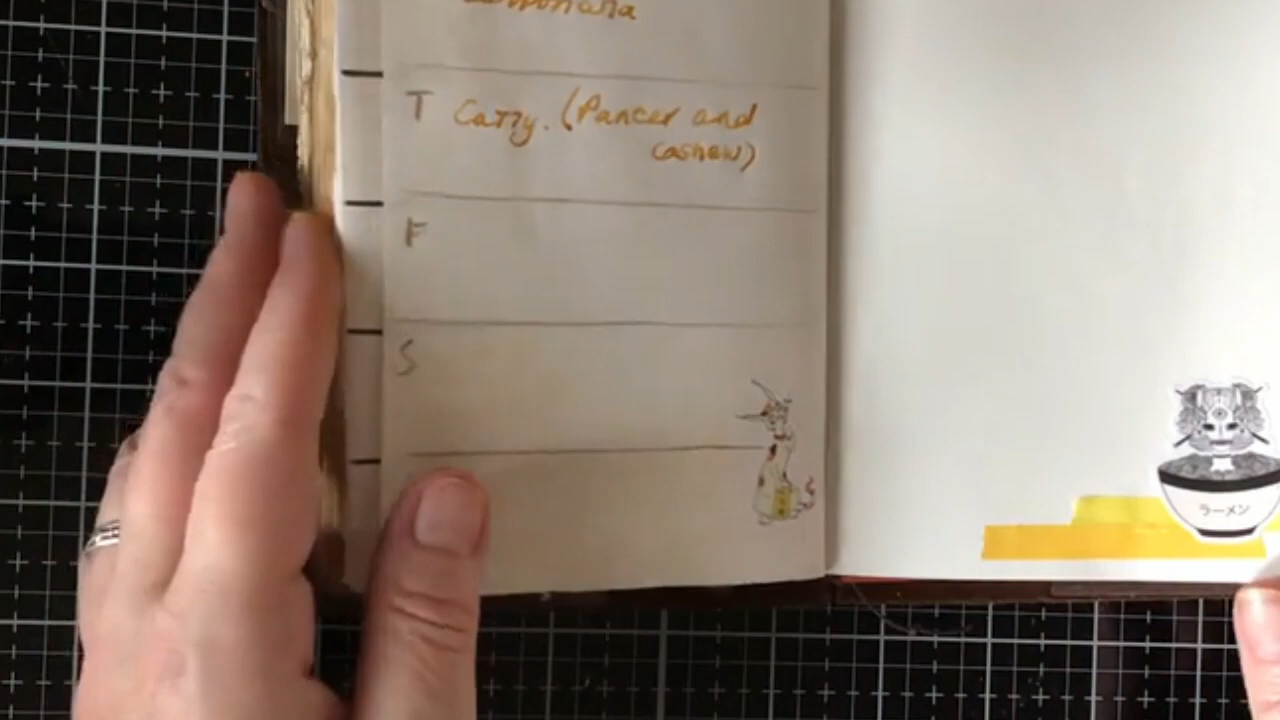 T Curry. (Paneer and
cashew)
F
S
ラーメン